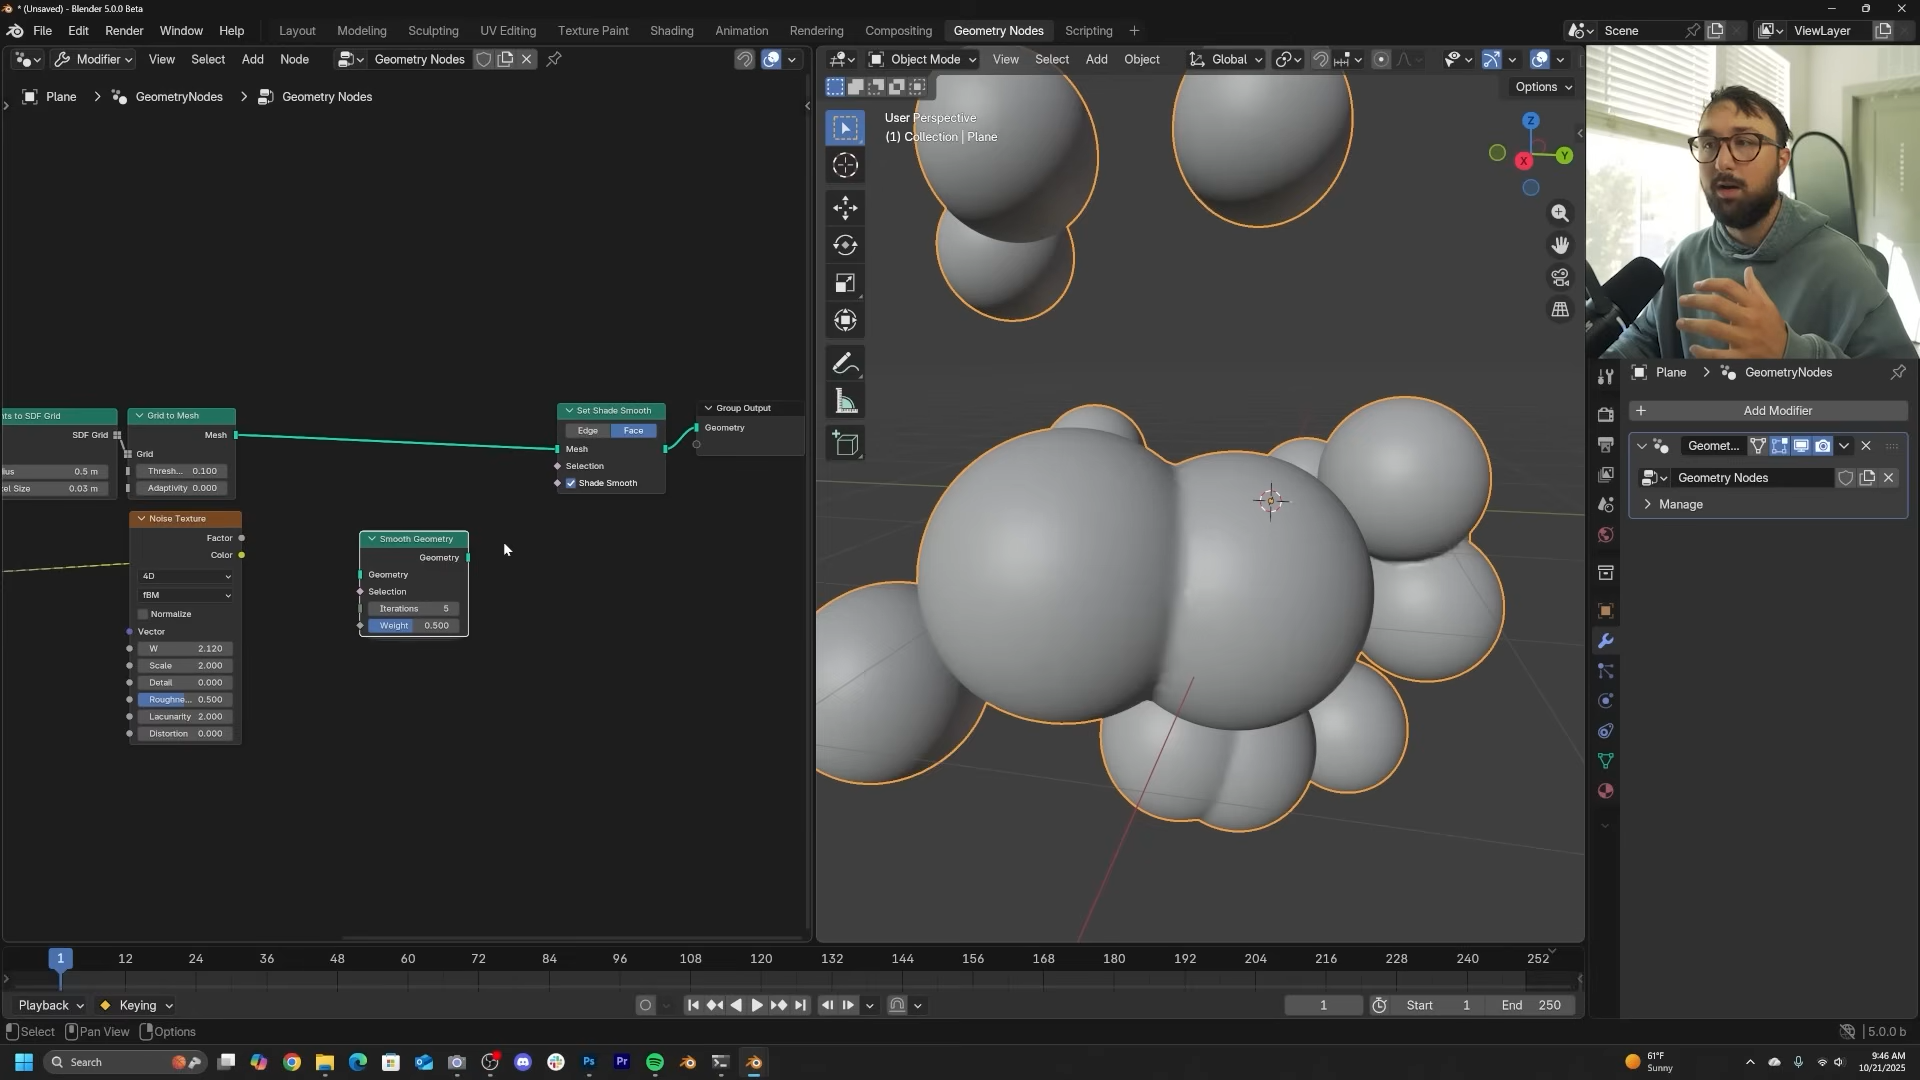 * (Unsaved) - Blender 5.0.0 Beta
File Edit Render Window Help Layout Modeling Sculpting UV Editing Texture Paint Shading Animation Rendering Compositing Geometry Nodes Scripting Scene ViewLayer
Modifier View Select Add Node Geometry Nodes
Object Mode View Select Add Object Global
Plane > GeometryNodes > Geometry Nodes
Options
User Perspective
(1) Collection | Plane
Z
Y
X
nts to SDF Grid
SDF Grid
ius 0.5 m
cel Size 0.03 m
Grid to Mesh
Mesh
Grid
Thresh... 0.100
Adaptivity 0.000
Set Shade Smooth
Edge Face
Mesh
Selection
Shade Smooth
Group Output
Geometry
Noise Texture
Factor
Color
4D
fBM
Normalize
Vector
W 2.120
Scale 2.000
Detail 0.000
Roughne... 0.500
Lacunarity 2.000
Distortion 0.000
Smooth Geometry
Geometry
Geometry
Selection
Iterations 5
Weight 0.500
Plane > GeometryNodes
Add Modifier
Geomet...
Geometry Nodes
Manage
1 12 24 36 48 60 72 84 96 108 120 132 144 156 168 180 192 204 216 228 240 252
Playback Keying 1 Start 1 End 250
Select Pan View Options 5.0.0 b
Search
Ps
Pr
61°F
Sunny
9:46 AM
10/21/2025